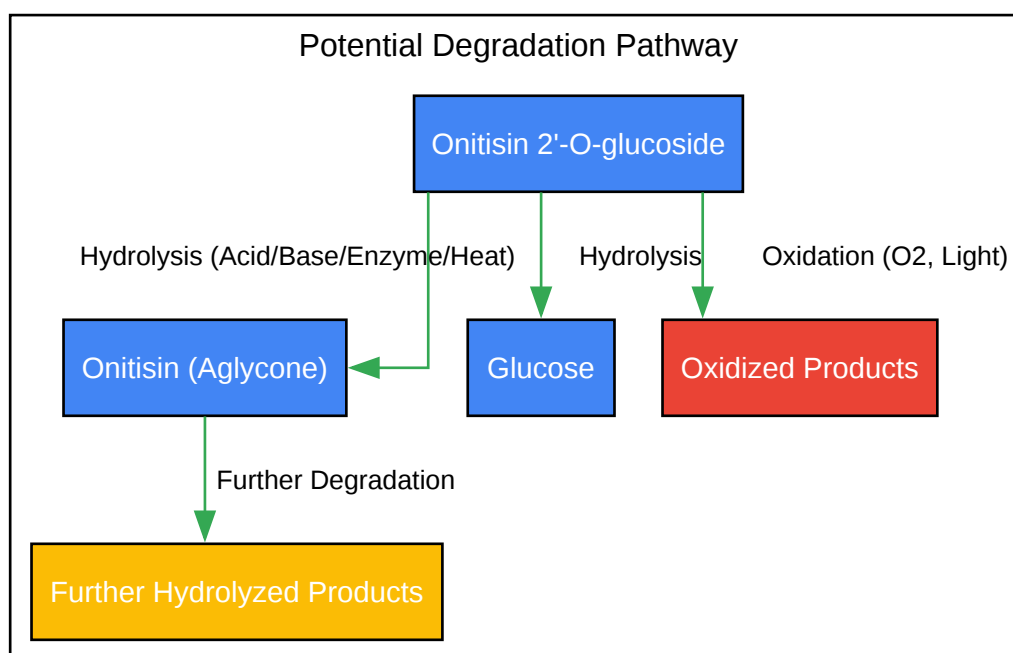 Potential Degradation Pathway
Onitisin 2'-O-glucoside
Hydrolysis (Acid/Base/Enzyme/Heat)
Hydrolysis
Oxidation (O2, Light)
Onitisin (Aglycone)
Glucose
Oxidized Products
Further Degradation
Further Hydrolyzed Products